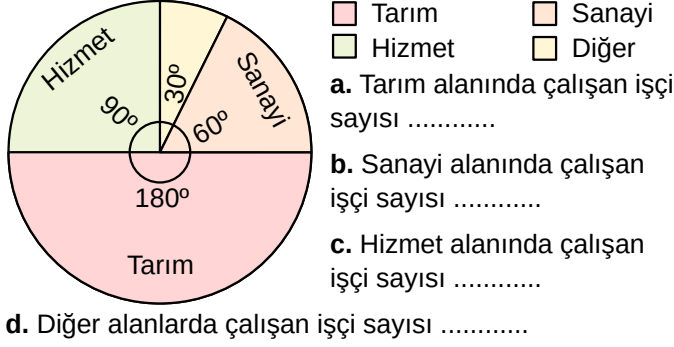 Hizmet
30º
Sanayi
90º
60º
180º
Tarım
Tarım
Sanayi
Hizmet
Diğer
a. Tarım alanında çalışan işçi
sayısı ............
b. Sanayi alanında çalışan
işçi sayısı ............
c. Hizmet alanında çalışan
işçi sayısı ............
d. Diğer alanlarda çalışan işçi sayısı ............